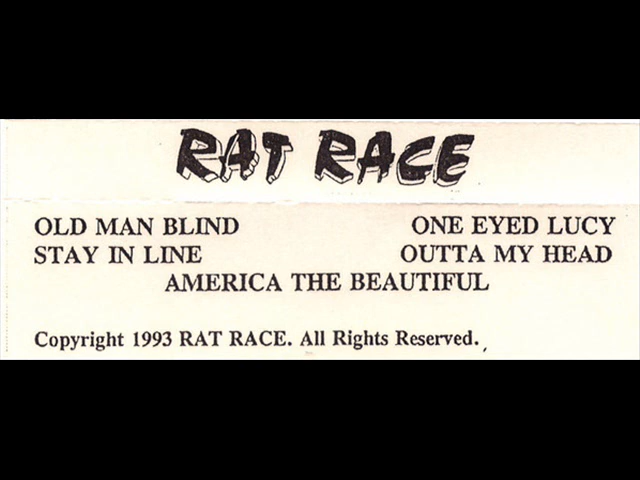 RAT RACE
OLD MAN BLIND ONE EYED LUCY
STAY IN LINE OUTTA MY HEAD
AMERICA THE BEAUTIFUL
Copyright 1993 RAT RACE. All Rights Reserved.